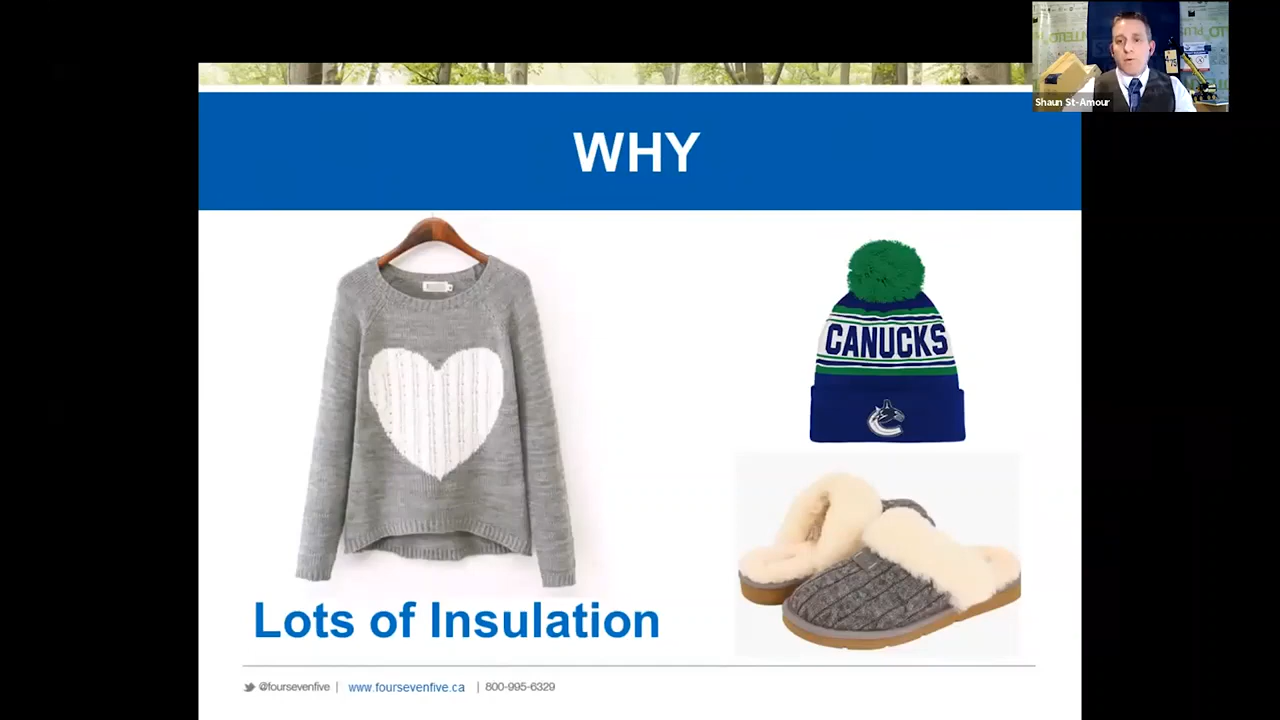 Shaun St-Amour
WHY
CANUCKS
Lots of Insulation
@foursevenfive | www.foursevenfive.ca | 800-995-6329